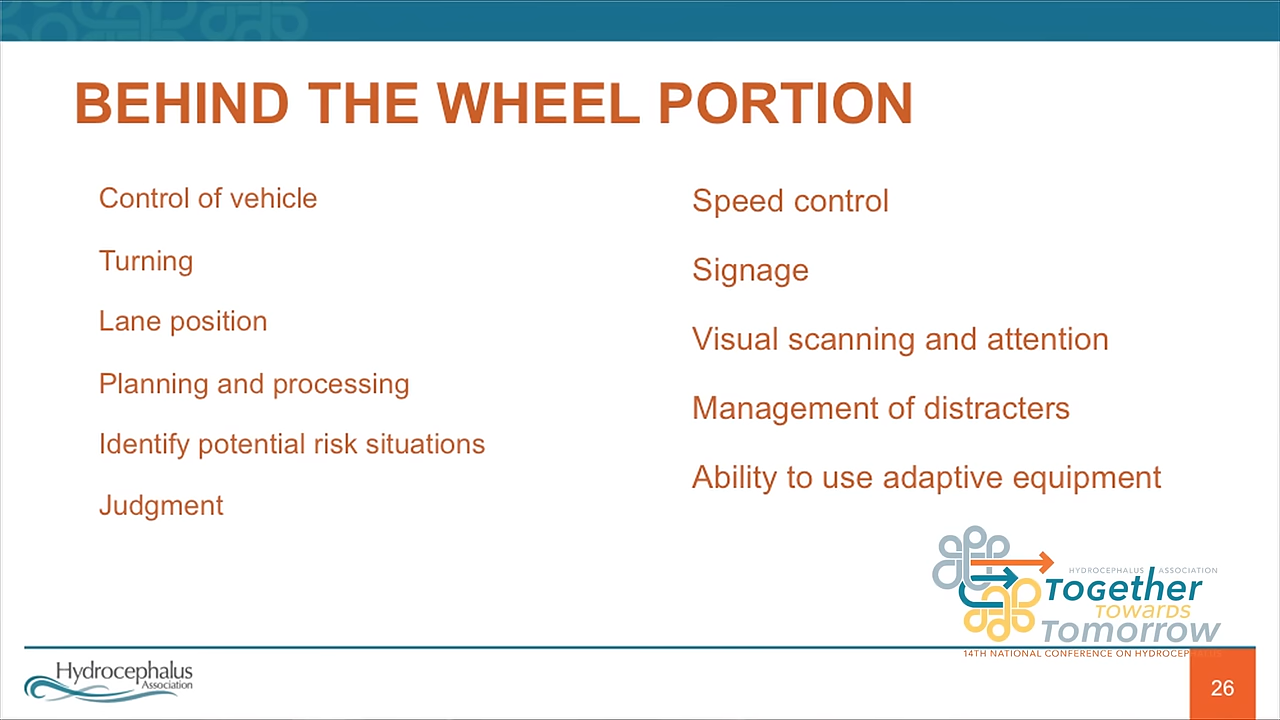 BEHIND THE WHEEL PORTION
Control of vehicle
Turning
Lane position
Planning and processing
Identify potential risk situations
Judgment
Speed control
Signage
Visual scanning and attention
Management of distracters
Ability to use adaptive equipment
HYDROCEPHALUS ASSOCIATION
Together
Towards
Tomorrow
14TH NATIONAL CONFERENCE ON HYDROCEPHALUS
Hydrocephalus
Association
26